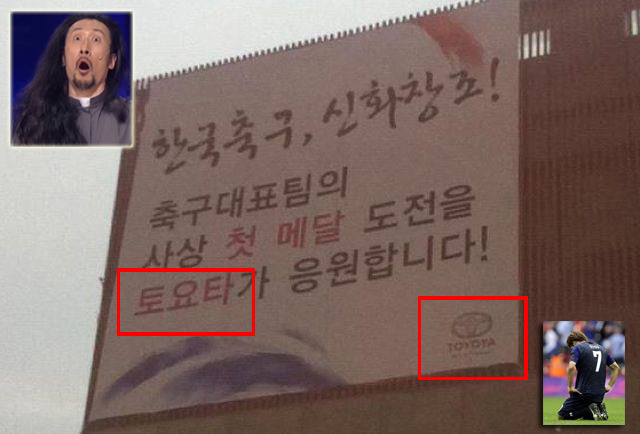 한국축구, 신화창조!
축구대표팀의
사상 첫 메달 도전을
토요타가 응원합니다!
TOYOTA
7